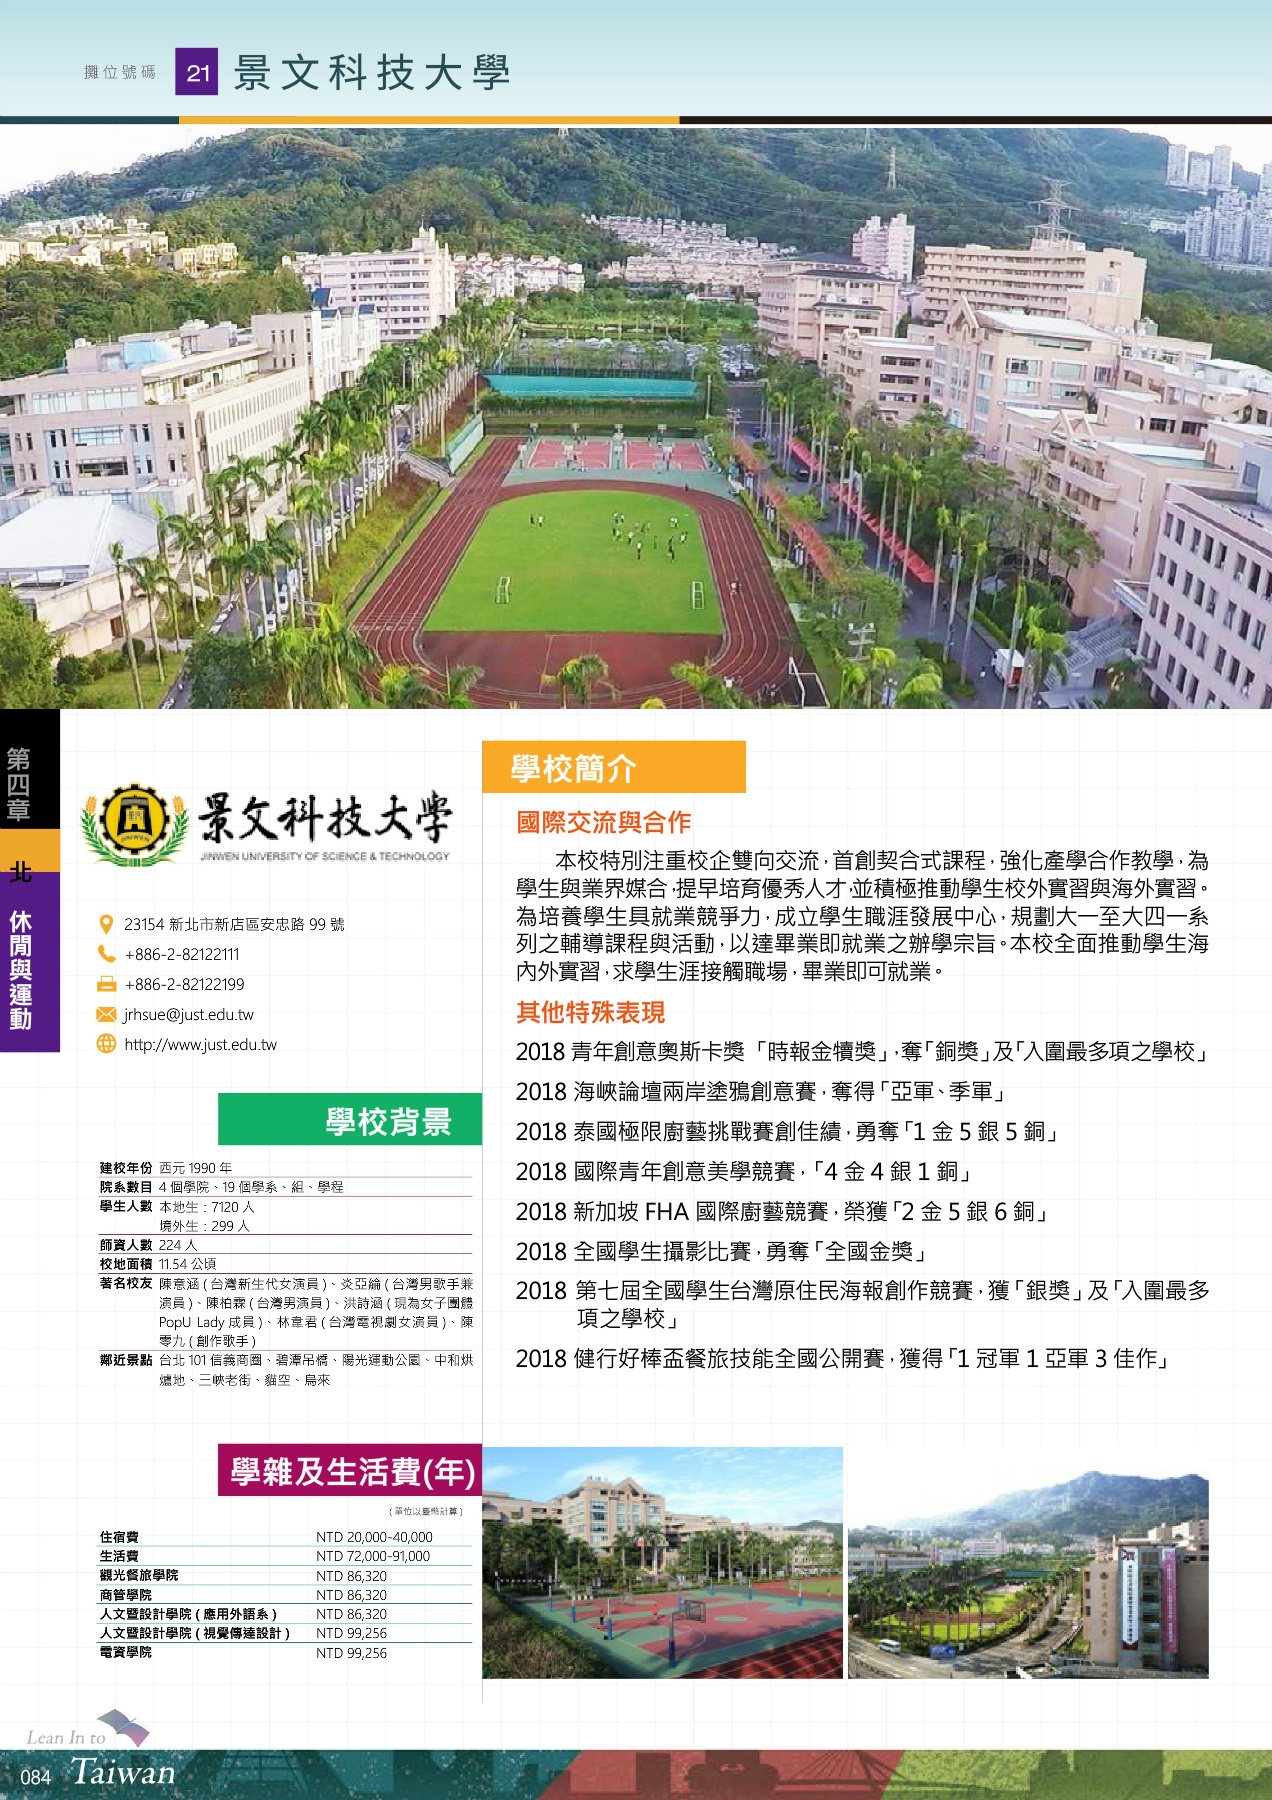 攤位號碼 21 景文科技大學
第四章
北
休閒與運動
景文科技大學
JINWEN UNIVERSITY OF SCIENCE & TECHNOLOGY
23154 新北市新店區安忠路 99 號
+886-2-82122111
+886-2-82122199
jrhsue@just.edu.tw
http://www.just.edu.tw
學校背景
建校年份 西元 1990 年
院系數目 4 個學院、19 個學系、組、學程
學生人數 本地生：7120 人
境外生：299 人
師資人數 224 人
校地面積 11.54 公頃
著名校友 陳意涵 ( 台灣新生代女演員 )、炎亞綸 ( 台灣男歌手兼
演員 )、陳柏霖 ( 台灣男演員 )、洪詩涵 ( 現為女子團體
PopU Lady 成員 )、林韋君 ( 台灣電視劇女演員 )、陳
零九 ( 創作歌手 )
鄰近景點 台北 101 信義商圈、碧潭吊橋、陽光運動公園、中和烘
爐地、三峽老街、貓空、烏來
學雜及生活費(年)
( 單位以臺幣計算 )
住宿費 NTD 20,000-40,000
生活費 NTD 72,000-91,000
觀光餐旅學院 NTD 86,320
商管學院 NTD 86,320
人文暨設計學院 ( 應用外語系 ) NTD 86,320
人文暨設計學院 ( 視覺傳達設計 ) NTD 99,256
電資學院 NTD 99,256
學校簡介
國際交流與合作
本校特別注重校企雙向交流，首創契合式課程，強化產學合作教學，為
學生與業界媒合，提早培育優秀人才，並積極推動學生校外實習與海外實習。
為培養學生具就業競爭力，成立學生職涯發展中心，規劃大一至大四一系
列之輔導課程與活動，以達畢業即就業之辦學宗旨。本校全面推動學生海
內外實習，求學生涯接觸職場，畢業即可就業。
其他特殊表現
2018 青年創意奧斯卡獎「時報金犢獎」，奪「銅獎」及「入圍最多項之學校」
2018 海峽論壇兩岸塗鴉創意賽，奪得「亞軍、季軍」
2018 泰國極限廚藝挑戰賽創佳績，勇奪「1 金 5 銀 5 銅」
2018 國際青年創意美學競賽，「4 金 4 銀 1 銅」
2018 新加坡 FHA 國際廚藝競賽，榮獲「2 金 5 銀 6 銅」
2018 全國學生攝影比賽，勇奪「全國金獎」
2018 第七屆全國學生台灣原住民海報創作競賽，獲「銀獎」及「入圍最多
項之學校」
2018 健行好棒盃餐旅技能全國公開賽，獲得「1 冠軍 1 亞軍 3 佳作」
Lean In to
084 Taiwan